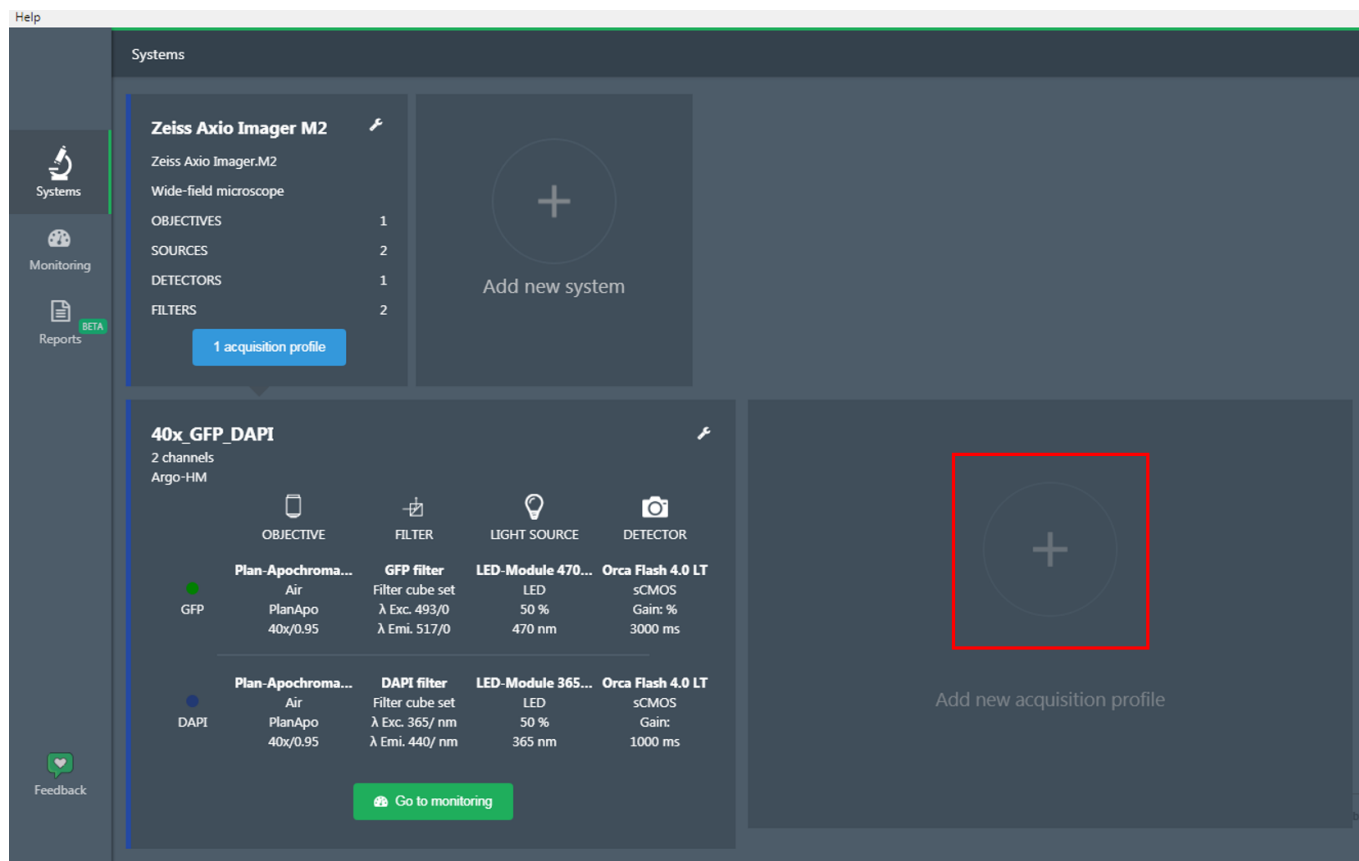 Help
Systems
Systems
Monitoring
Reports
BETA
Feedback
Zeiss Axio Imager M2
Zeiss Axio Imager.M2
Wide-field microscope
OBJECTIVES 1
SOURCES 2
DETECTORS 1
FILTERS 2
1 acquisition profile
Add new system
40x_GFP_DAPI
2 channels
Argo-HM
OBJECTIVE FILTER LIGHT SOURCE DETECTOR
Plan-Apochroma... GFP filter LED-Module 470... Orca Flash 4.0 LT
Air Filter cube set LED sCMOS
GFP PlanApo λ Exc. 493/0 50 % Gain: %
40x/0.95 λ Emi. 517/0 470 nm 3000 ms
Plan-Apochroma... DAPI filter LED-Module 365... Orca Flash 4.0 LT
Air Filter cube set LED sCMOS
DAPI PlanApo λ Exc. 365/ nm 50 % Gain:
40x/0.95 λ Emi. 440/ nm 365 nm 1000 ms
Go to monitoring
Add new acquisition profile